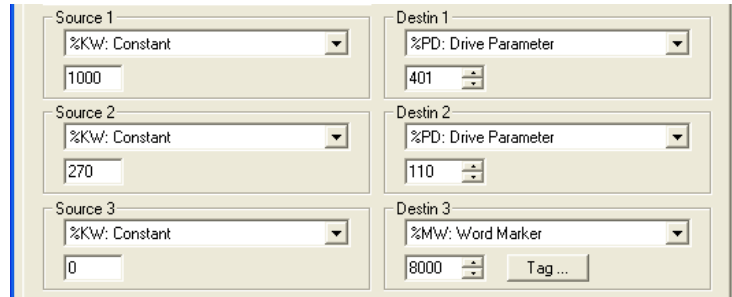 Source 1
%KW: Constant
1000
Destin 1
%PD: Drive Parameter
401
Source 2
%KW: Constant
270
Destin 2
%PD: Drive Parameter
110
Source 3
%KW: Constant
0
Destin 3
%MW: Word Marker
8000 Tag ...